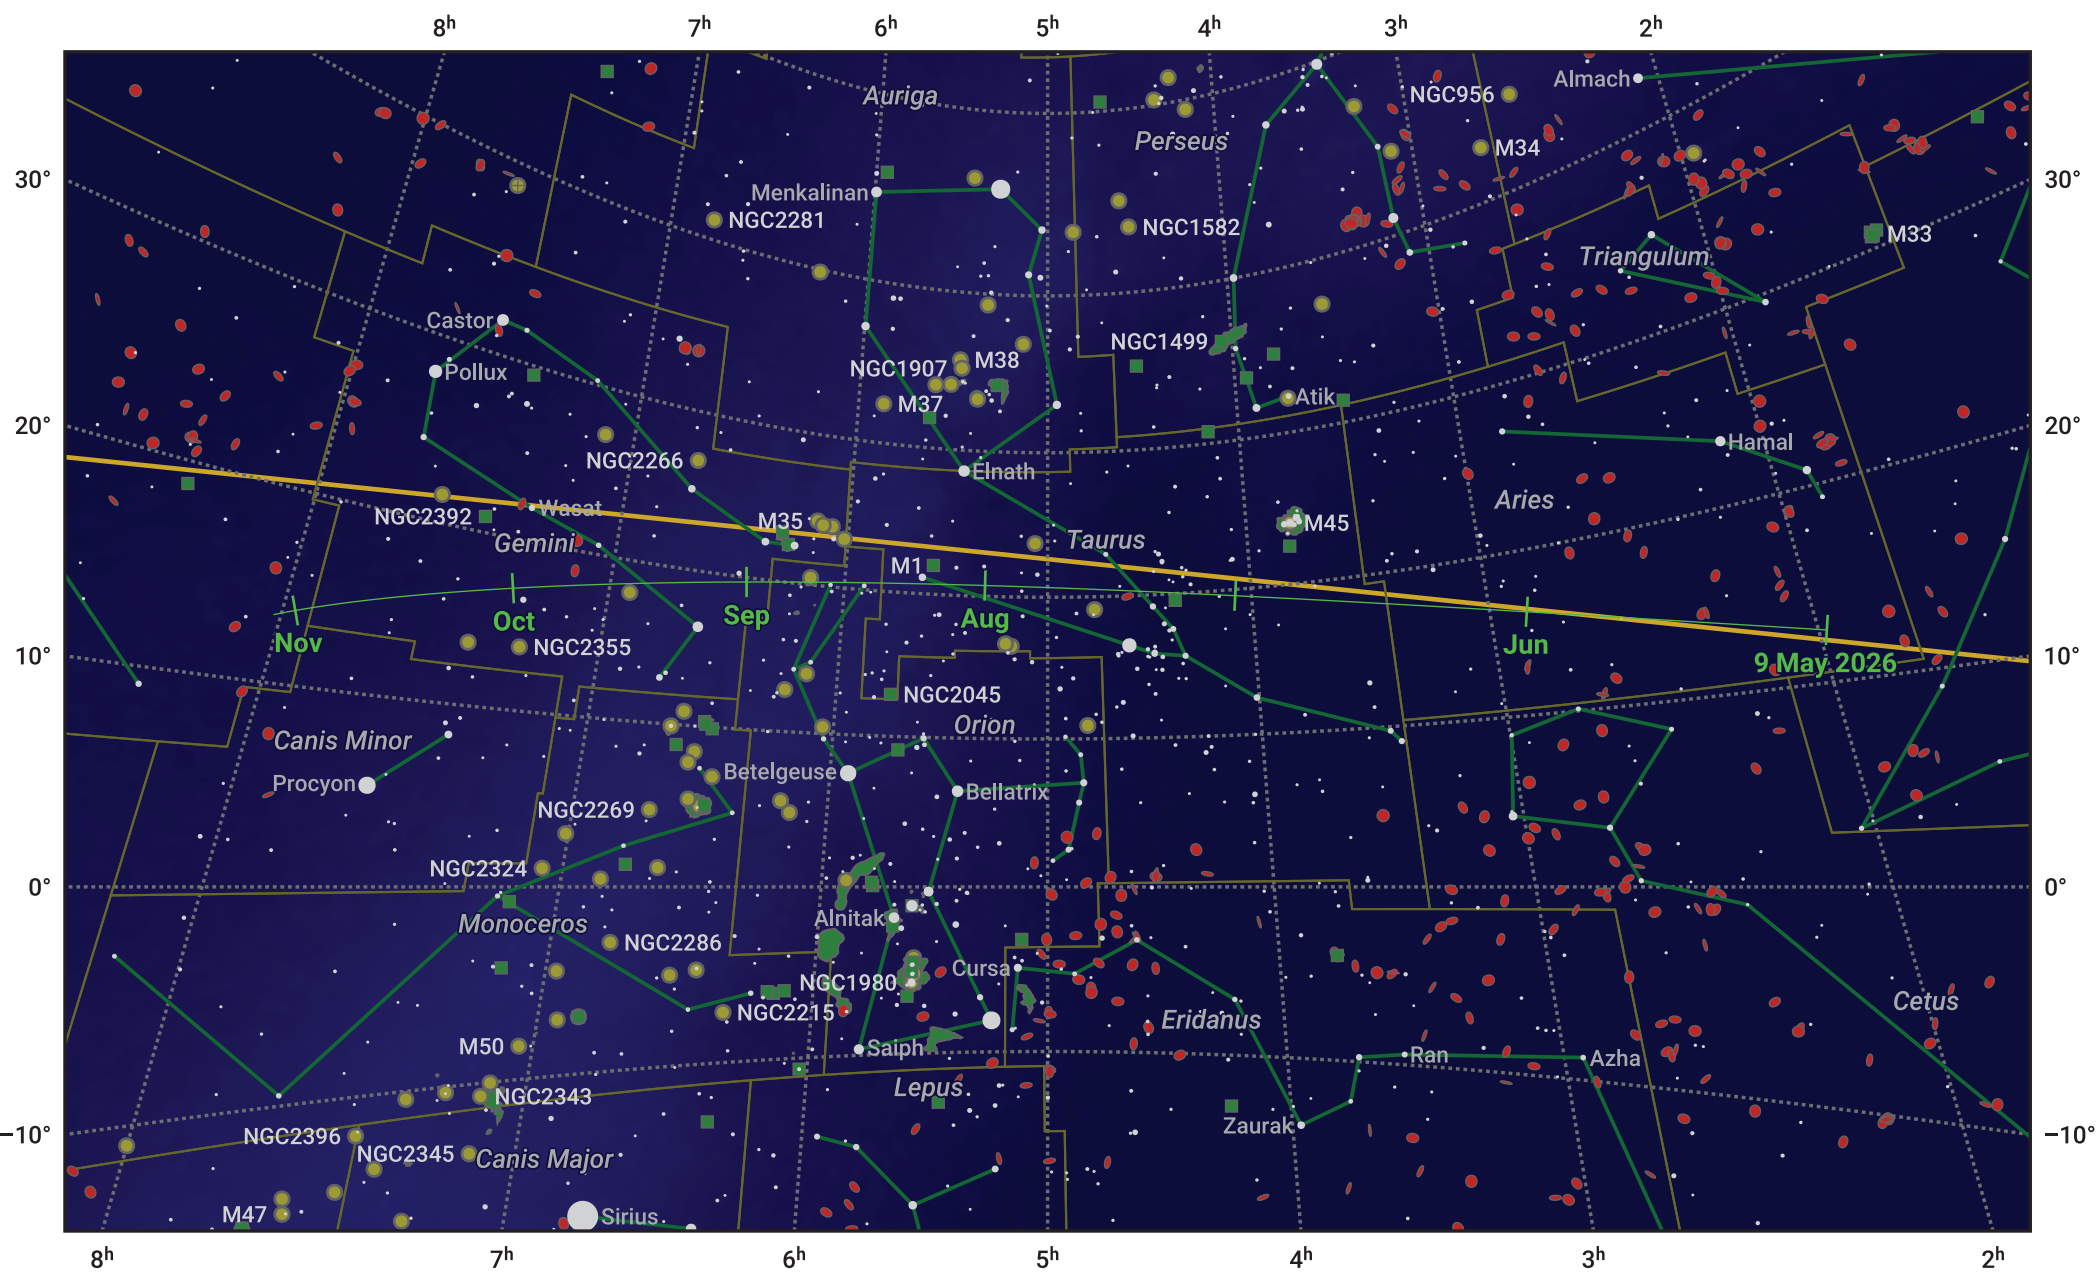 8h 7h 6h 5h 4h 3h 2h
Auriga
Almach
NGC956
Perseus
M34
30°
30°
Menkalinan
NGC2281
NGC1582
M33
Triangulum
Castor
NGC1499
M38
NGC1907
Pollux
Atik
M37
20°
20°
Hamal
NGC2266
Elnath
Aries
Wasat
NGC2392
M35
M45
Gemini
Taurus
M1
Nov
Oct
Sep
Aug
Jun
9 May 2026
NGC2355
10°
10°
NGC2045
Orion
Canis Minor
Betelgeuse
Procyon
Bellatrix
NGC2269
NGC2324
0°
0°
Alnitak
Monoceros
NGC2286
Cursa
NGC1980
Cetus
NGC2215
Eridanus
M50
Saiph
Ran
Azha
Lepus
NGC2343
Zaurak
−10°
−10°
NGC2396
NGC2345
Canis Major
M47
Sirius
8h 7h 6h 5h 4h 3h 2h